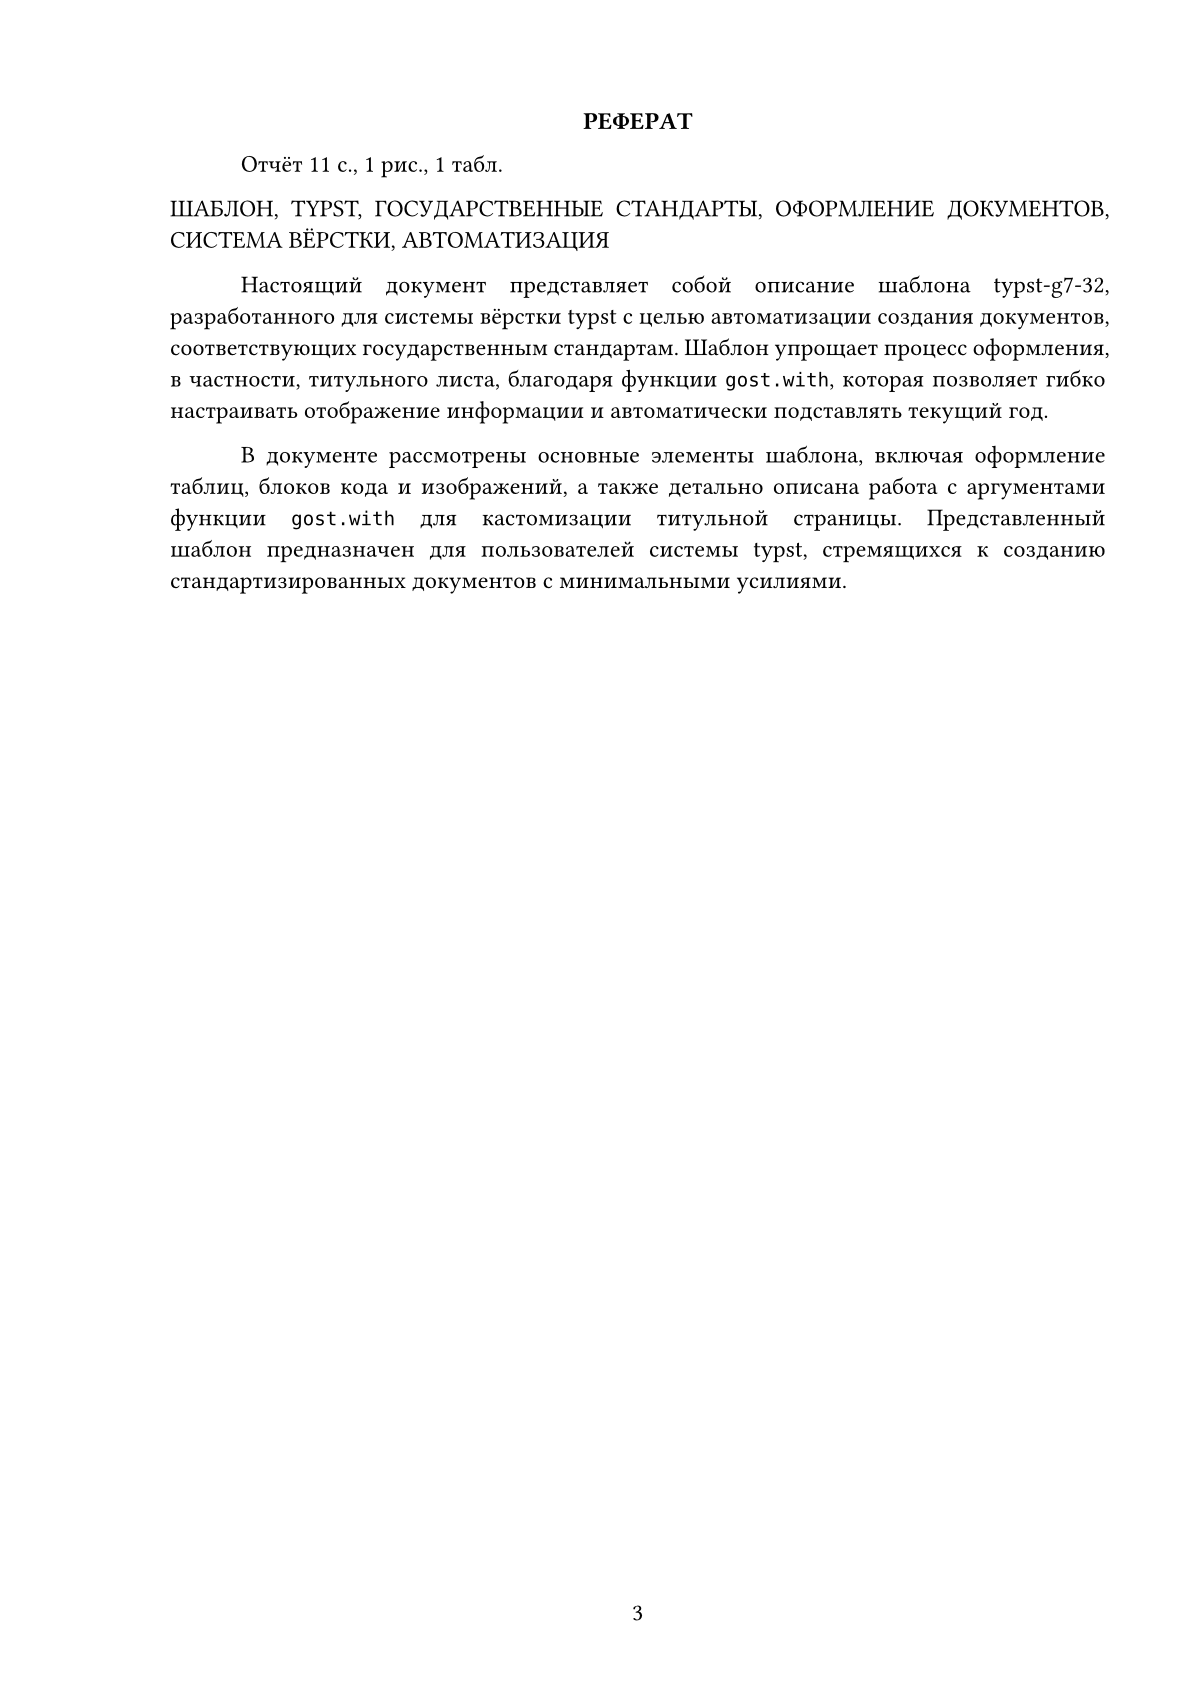 РЕФЕРАТ
Отчёт 11 с., 1 рис., 1 табл.
ШАБЛОН, TYPST, ГОСУДАРСТВЕННЫЕ СТАНДАРТЫ, ОФОРМЛЕНИЕ ДОКУМЕНТОВ,
СИСТЕМА ВЁРСТКИ, АВТОМАТИЗАЦИЯ
Настоящий документ представляет собой описание шаблона typst-g7-32,
разработанного для системы вёрстки typst с целью автоматизации создания документов,
соответствующих государственным стандартам. Шаблон упрощает процесс оформления,
в частности, титульного листа, благодаря функции gost.with, которая позволяет гибко
настраивать отображение информации и автоматически подставлять текущий год.
В документе рассмотрены основные элементы шаблона, включая оформление
таблиц, блоков кода и изображений, а также детально описана работа с аргументами
функции gost.with для кастомизации титульной страницы. Представленный
шаблон предназначен для пользователей системы typst, стремящихся к созданию
стандартизированных документов с минимальными усилиями.
3